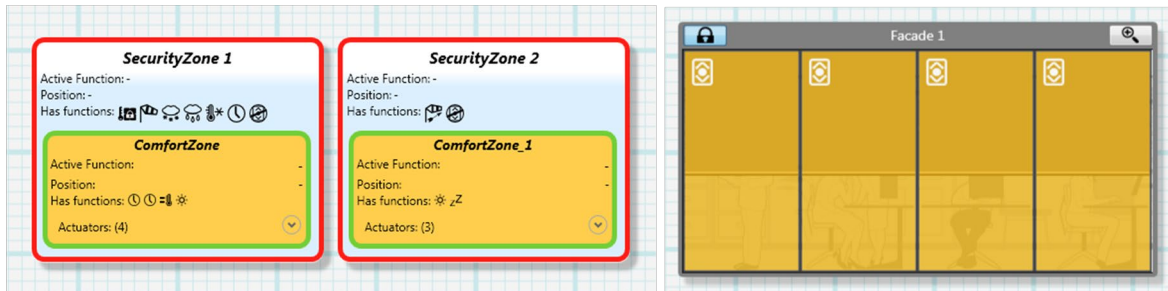 SecurityZone 1
Active Function: -
Position: -
Has functions:
ComfortZone
Active Function: -
Position: -
Has functions:
Actuators: (4)
SecurityZone 2
Active Function: -
Position: -
Has functions:
ComfortZone_1
Active Function: -
Position: -
Has functions: zZ
Actuators: (3)
Facade 1